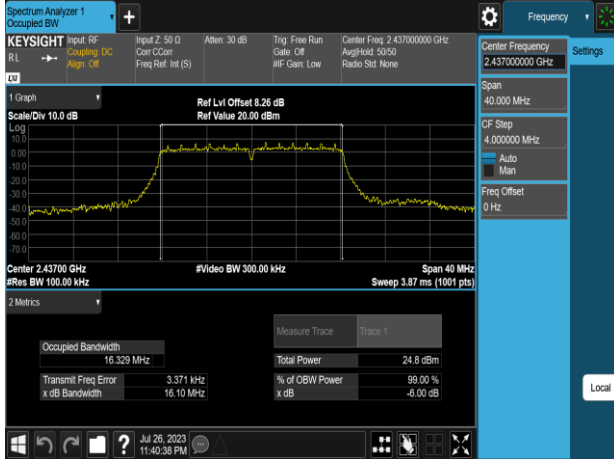 Spectrum Analyzer 1
Occupied BW
+
Frequency
KEYSIGHT Input: RF Input Z: 50 Ω Atten: 30 dB Trig: Free Run Center Freq: 2.437000000 GHz
RL Coupling: DC Corr CCorr Gate: Off Avg|Hold: 50/50
Align: Off Freq Ref: Int (S) #IF Gain: Low Radio Std: None
LXI
Center Frequency
2.437000000 GHz
Settings
Span
40.000 MHz
CF Step
4.000000 MHz
Auto
Man
Freq Offset
0 Hz
Local
1 Graph
Ref Lvl Offset 8.26 dB
Scale/Div 10.0 dB Ref Value 20.00 dBm
Log
10.0
0.00
-10.0
-20.0
-30.0
-40.0
-50.0
-60.0
-70.0
Center 2.43700 GHz #Video BW 300.00 kHz Span 40 MHz
#Res BW 100.00 kHz Sweep 3.87 ms (1001 pts)
2 Metrics
Measure Trace Trace 1
Occupied Bandwidth
16.329 MHz Total Power 24.8 dBm
Transmit Freq Error 3.371 kHz % of OBW Power 99.00 %
x dB Bandwidth 16.10 MHz x dB -6.00 dB
? Jul 26, 2023
11:40:38 PM